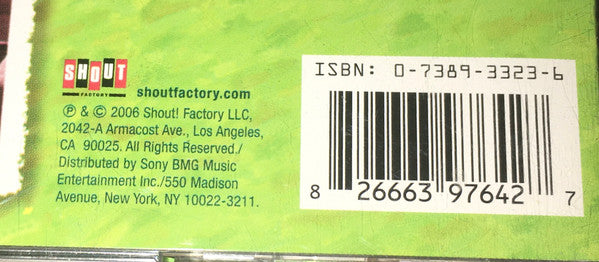 SHOUT
FACTORY
shoutfactory.com
℗ & © 2006 Shout! Factory LLC,
2042-A Armacost Ave., Los Angeles,
CA 90025. All Rights Reserved./
Distributed by Sony BMG Music
Entertainment Inc./550 Madison
Avenue, New York, NY 10022-3211.
ISBN: 0-7389-3323-6
8 26663 97642 7